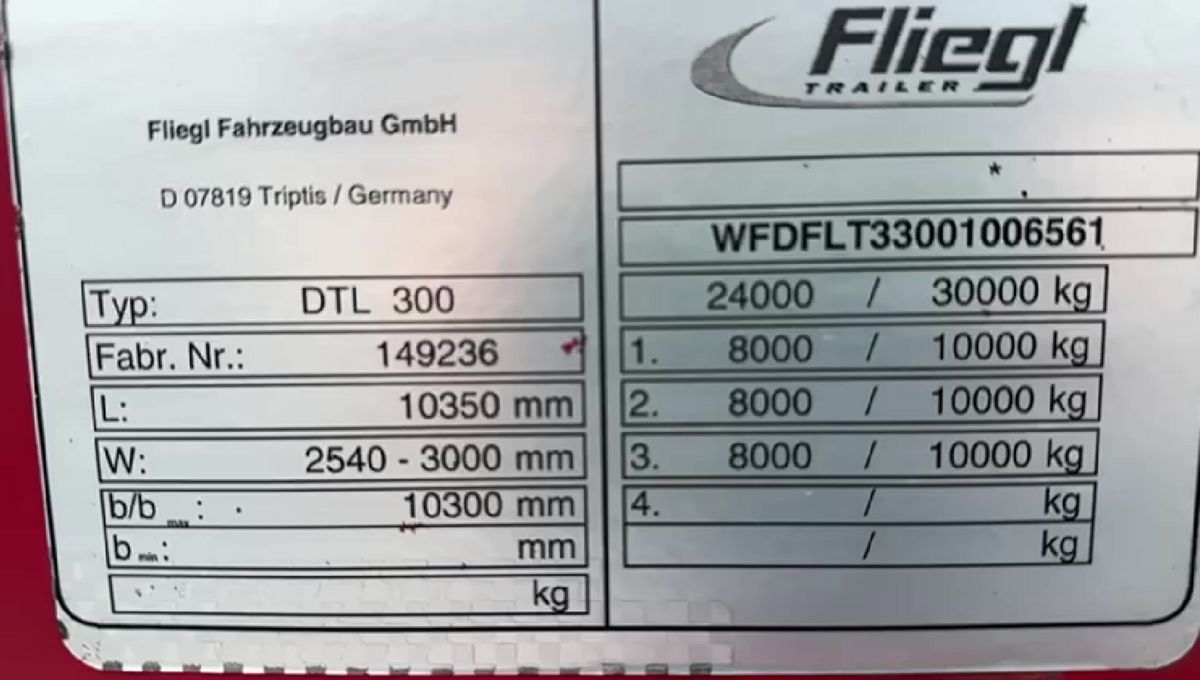 Fliegl
TRAILER
Fliegl Fahrzeugbau GmbH
D 07819 Triptis / Germany
Typ: DTL 300
Fabr. Nr.: 149236
L: 10350 mm
W: 2540 - 3000 mm
b/b max : 10300 mm
b min : mm
kg
*
WFDFLT33001006561
24000 / 30000 kg
1. 8000 / 10000 kg
2. 8000 / 10000 kg
3. 8000 / 10000 kg
4. / kg
/ kg